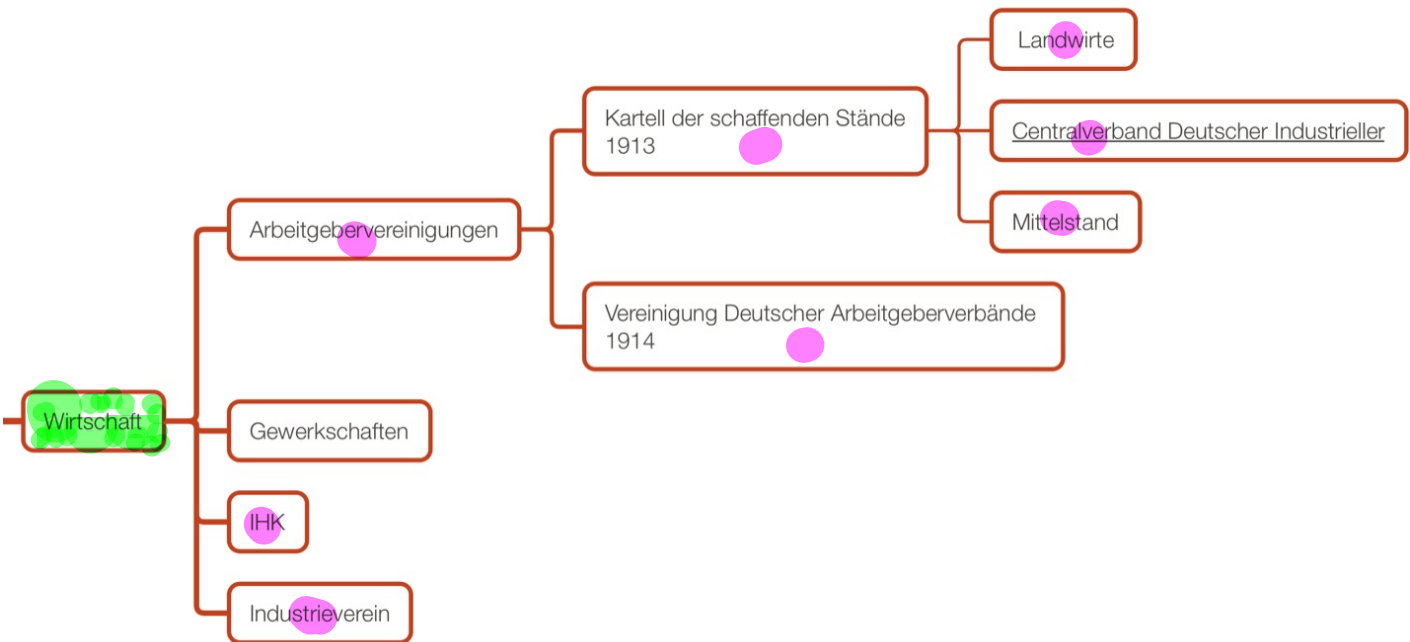 Landwirte
Kartell der schaffenden Stände
1913
Centralverband Deutscher Industrieller
Mittelstand
Arbeitgebervereinigungen
Vereinigung Deutscher Arbeitgeberverbände
1914
Wirtschaft
Gewerkschaften
IHK
Industrieverein